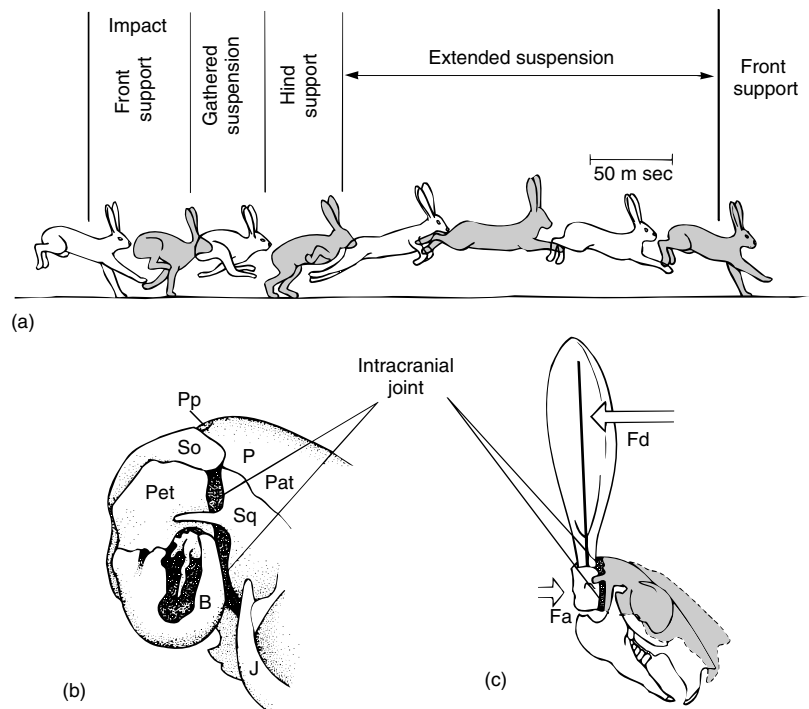 Impact
Front
support
Gathered
suspension
Hind
support
Extended suspension
Front
support
50 m sec
(a)
Intracranial
joint
Pp
So
P
Pat
Pet
Sq
B
J
(b)
Fd
Fa
(c)